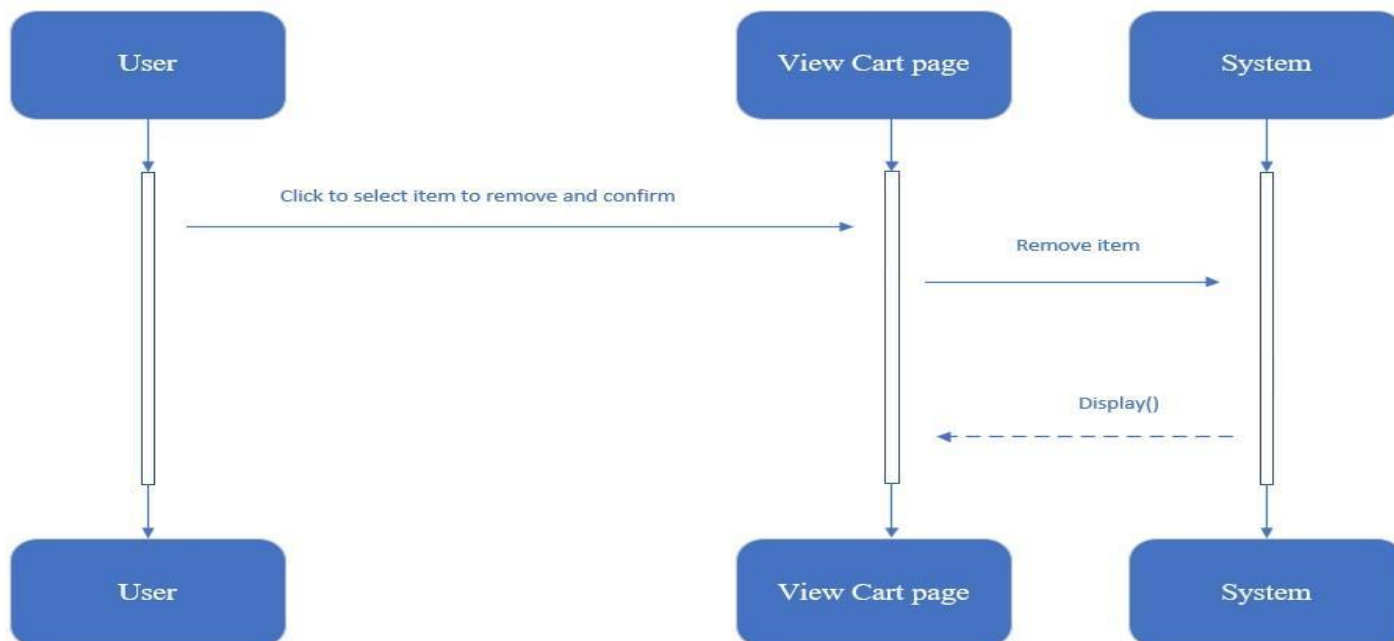 User
View Cart page
System
Click to select item to remove and confirm
Remove item
Display()
User
View Cart page
System